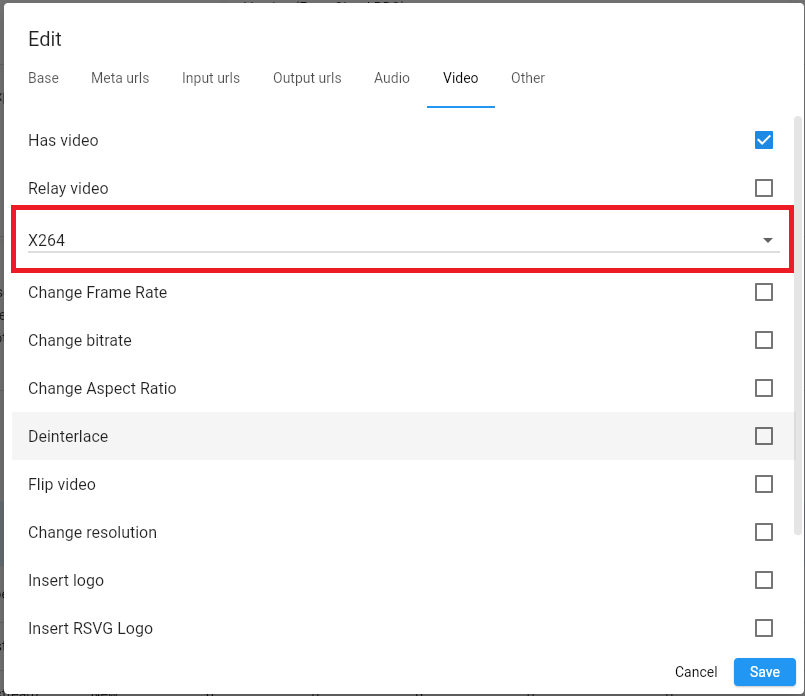 Edit
Base Meta urls Input urls Output urls Audio Video Other
Has video
Relay video
X264
Change Frame Rate
Change bitrate
Change Aspect Ratio
Deinterlace
Flip video
Change resolution
Insert logo
Insert RSVG Logo
Cancel Save